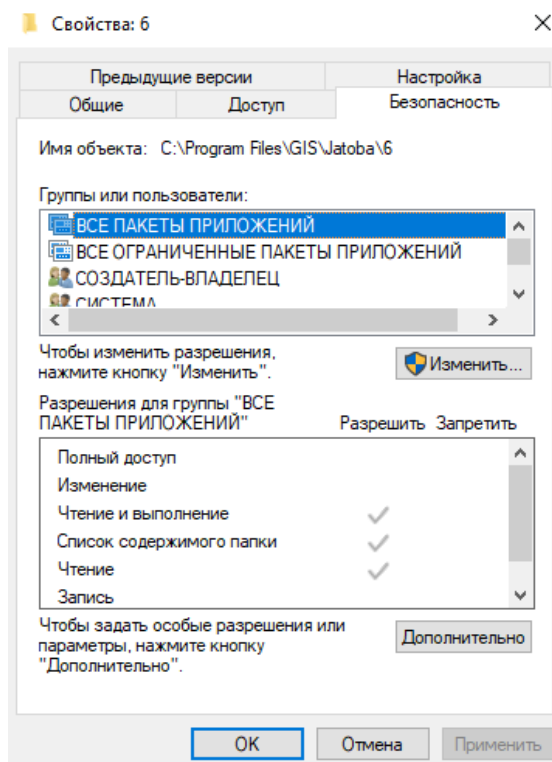 Свойства: 6
Предыдущие версии
Настройка
Общие
Доступ
Безопасность
Имя объекта: C:\Program Files\GIS\Jatoba\6
Группы или пользователи:
ВСЕ ПАКЕТЫ ПРИЛОЖЕНИЙ
ВСЕ ОГРАНИЧЕННЫЕ ПАКЕТЫ ПРИЛОЖЕНИЙ
СОЗДАТЕЛЬ-ВЛАДЕЛЕЦ
СИСТЕМА
Чтобы изменить разрешения,
нажмите кнопку "Изменить".
Изменить...
Разрешения для группы "ВСЕ
ПАКЕТЫ ПРИЛОЖЕНИЙ"
Разрешить Запретить
Полный доступ
Изменение
Чтение и выполнение
Список содержимого папки
Чтение
Запись
Чтобы задать особые разрешения или
параметры, нажмите кнопку
"Дополнительно".
Дополнительно
OK
Отмена
Применить